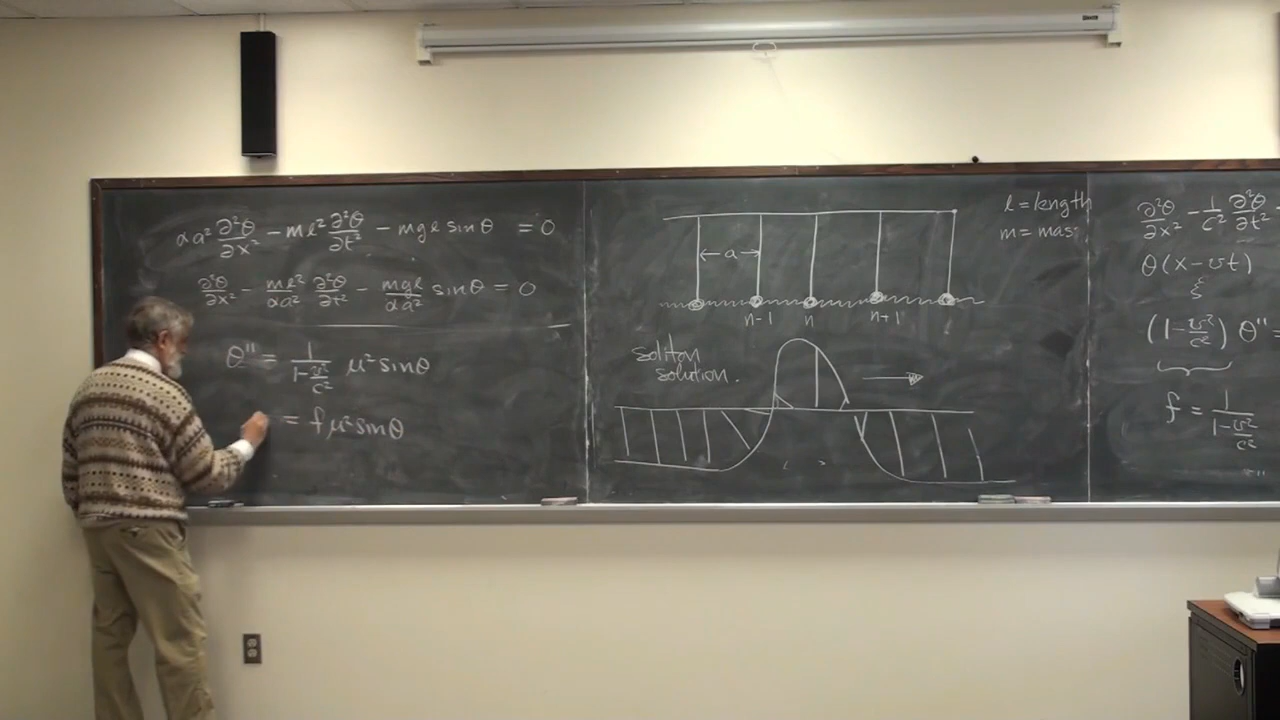 αa² ∂²θ/∂x² − mℓ² ∂²θ/∂t² − mgℓ sinθ = 0
∂²θ/∂x² − mℓ²/αa² ∂²θ/∂t² − mgℓ/αa² sinθ = 0
θ'' = 1/(1−v²/c²) μ² sinθ
= f μ² sinθ
a
n-1 n n+1
ℓ = length
m = mass
soliton
solution.
∂²θ/∂x² − 1/c² ∂²θ/∂t²
θ(x−vt)
ξ
(1−v²/c²) θ'' =
f = 1/(1−v²/c²)